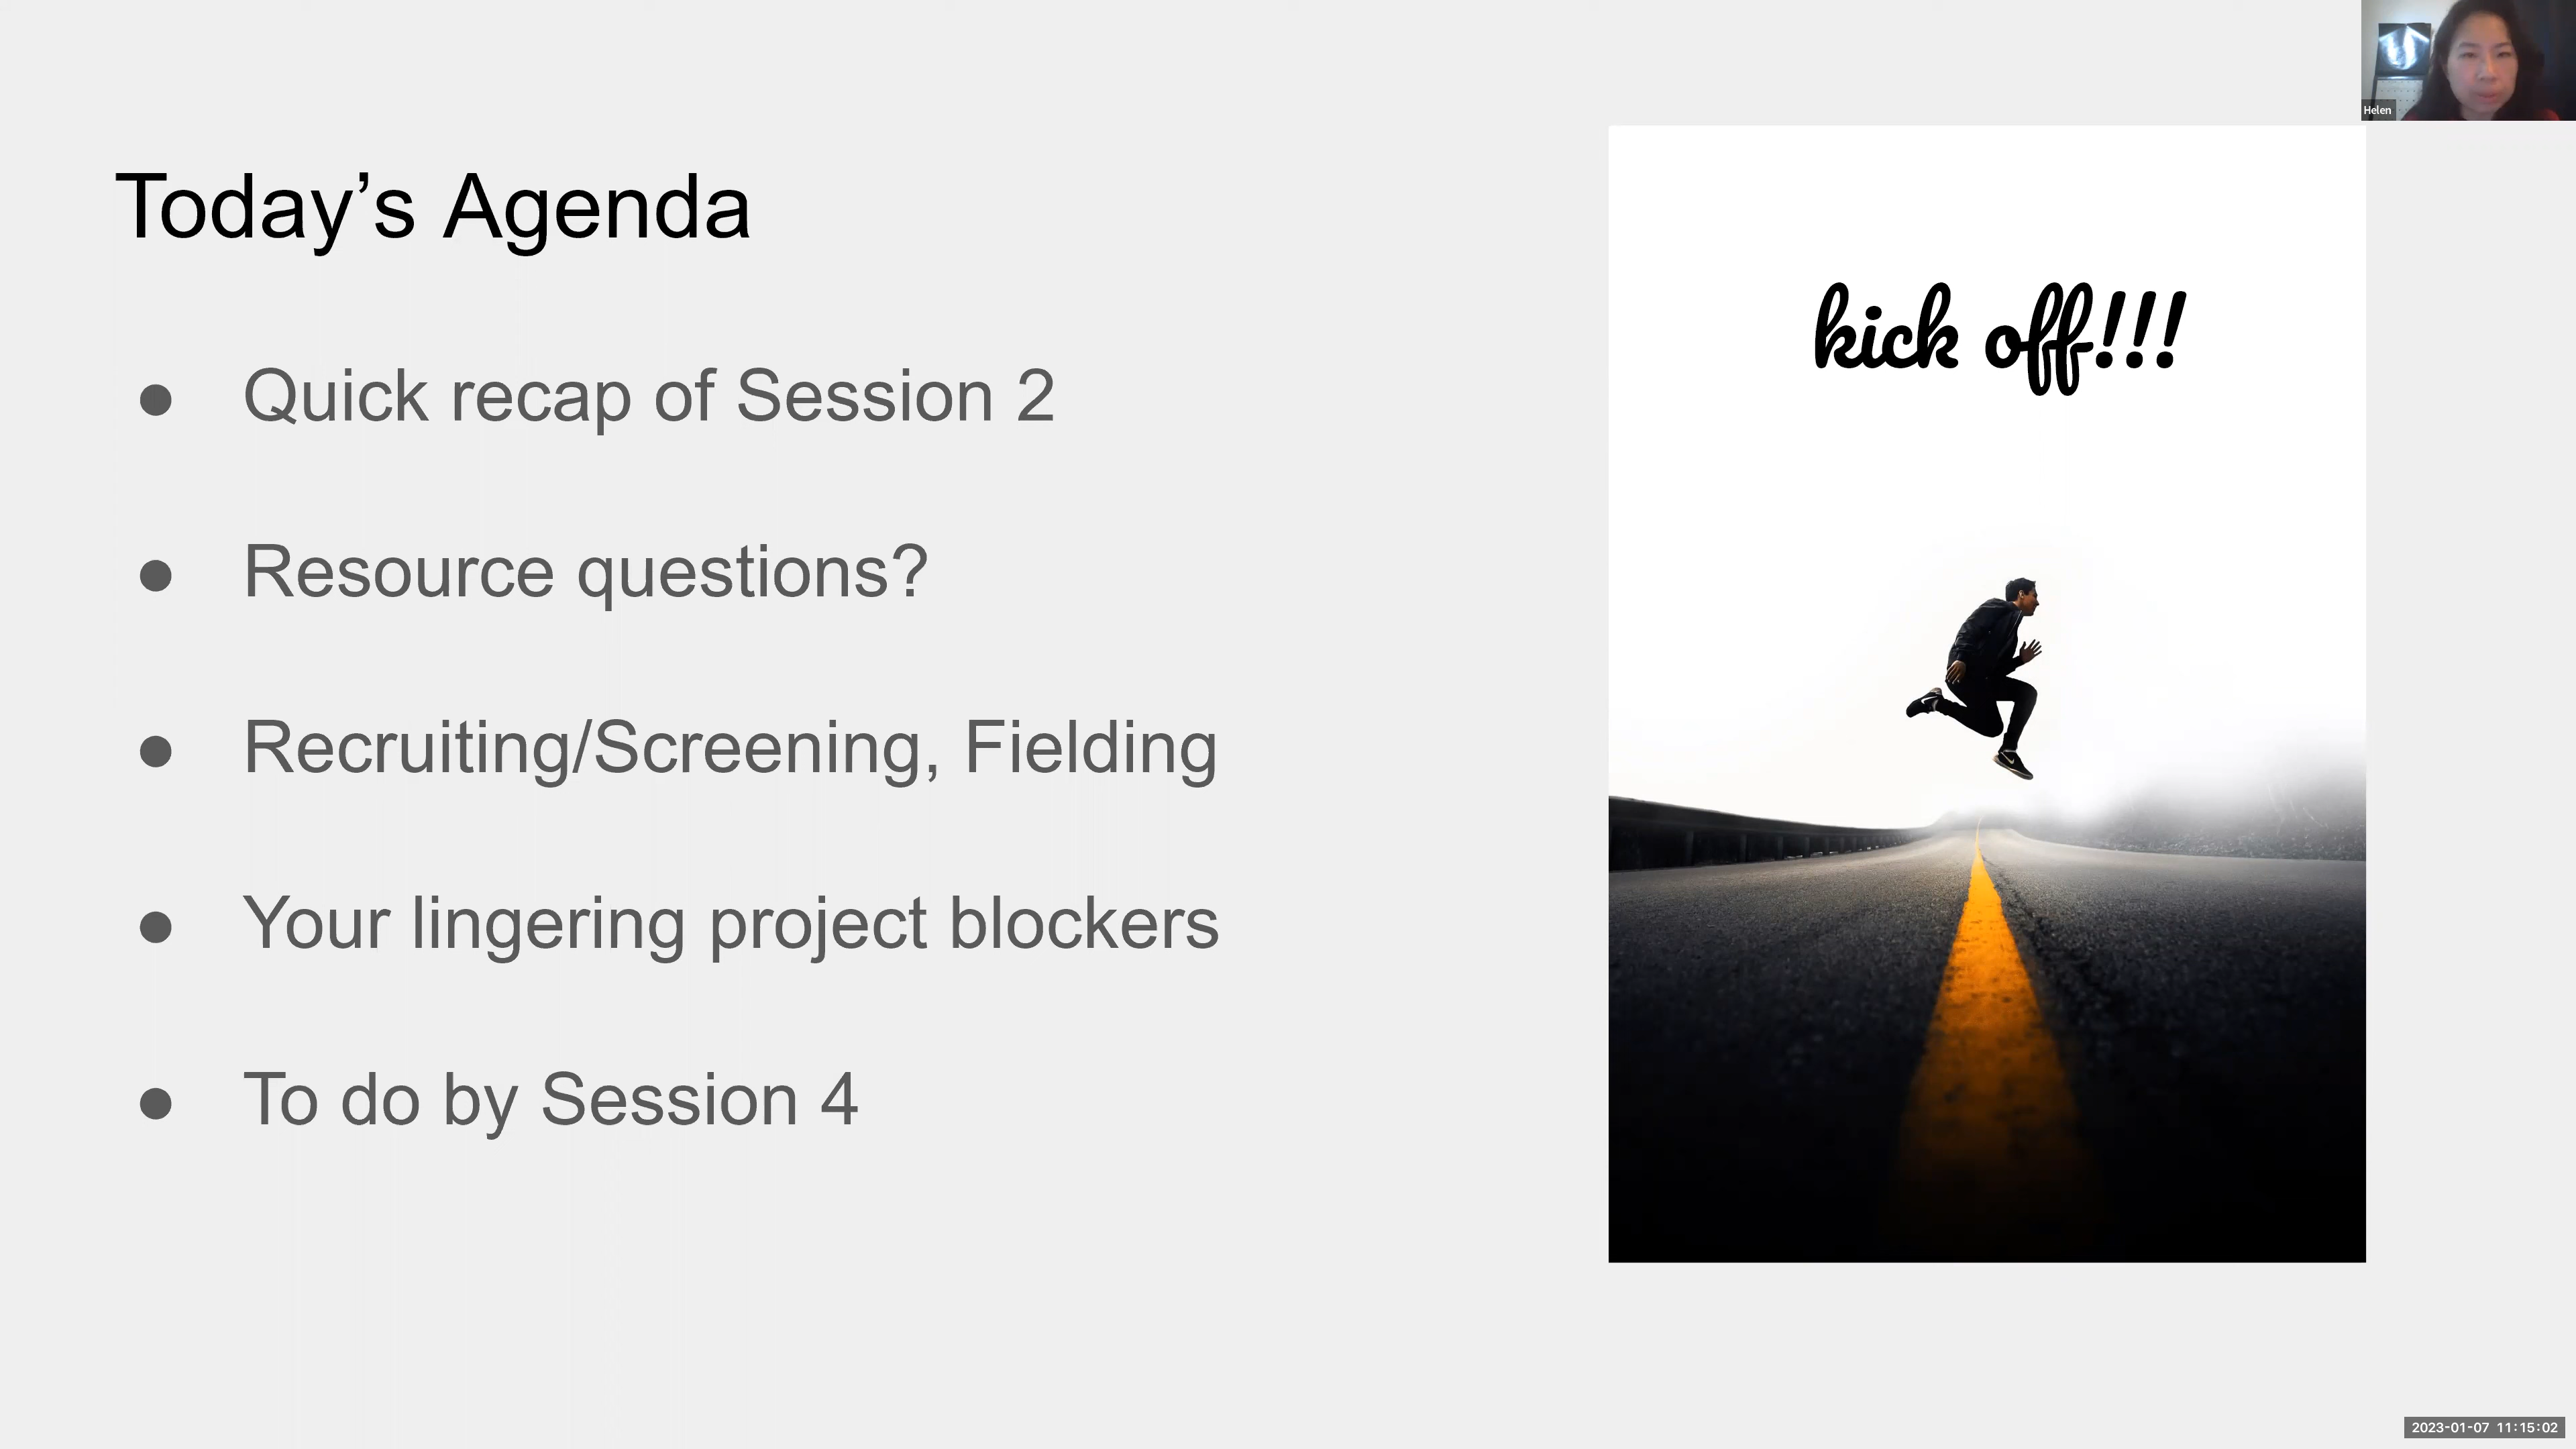 Helen
Today’s Agenda
kick off!!!
● Quick recap of Session 2
● Resource questions?
● Recruiting/Screening, Fielding
● Your lingering project blockers
● To do by Session 4
2023-01-07 11:15:02